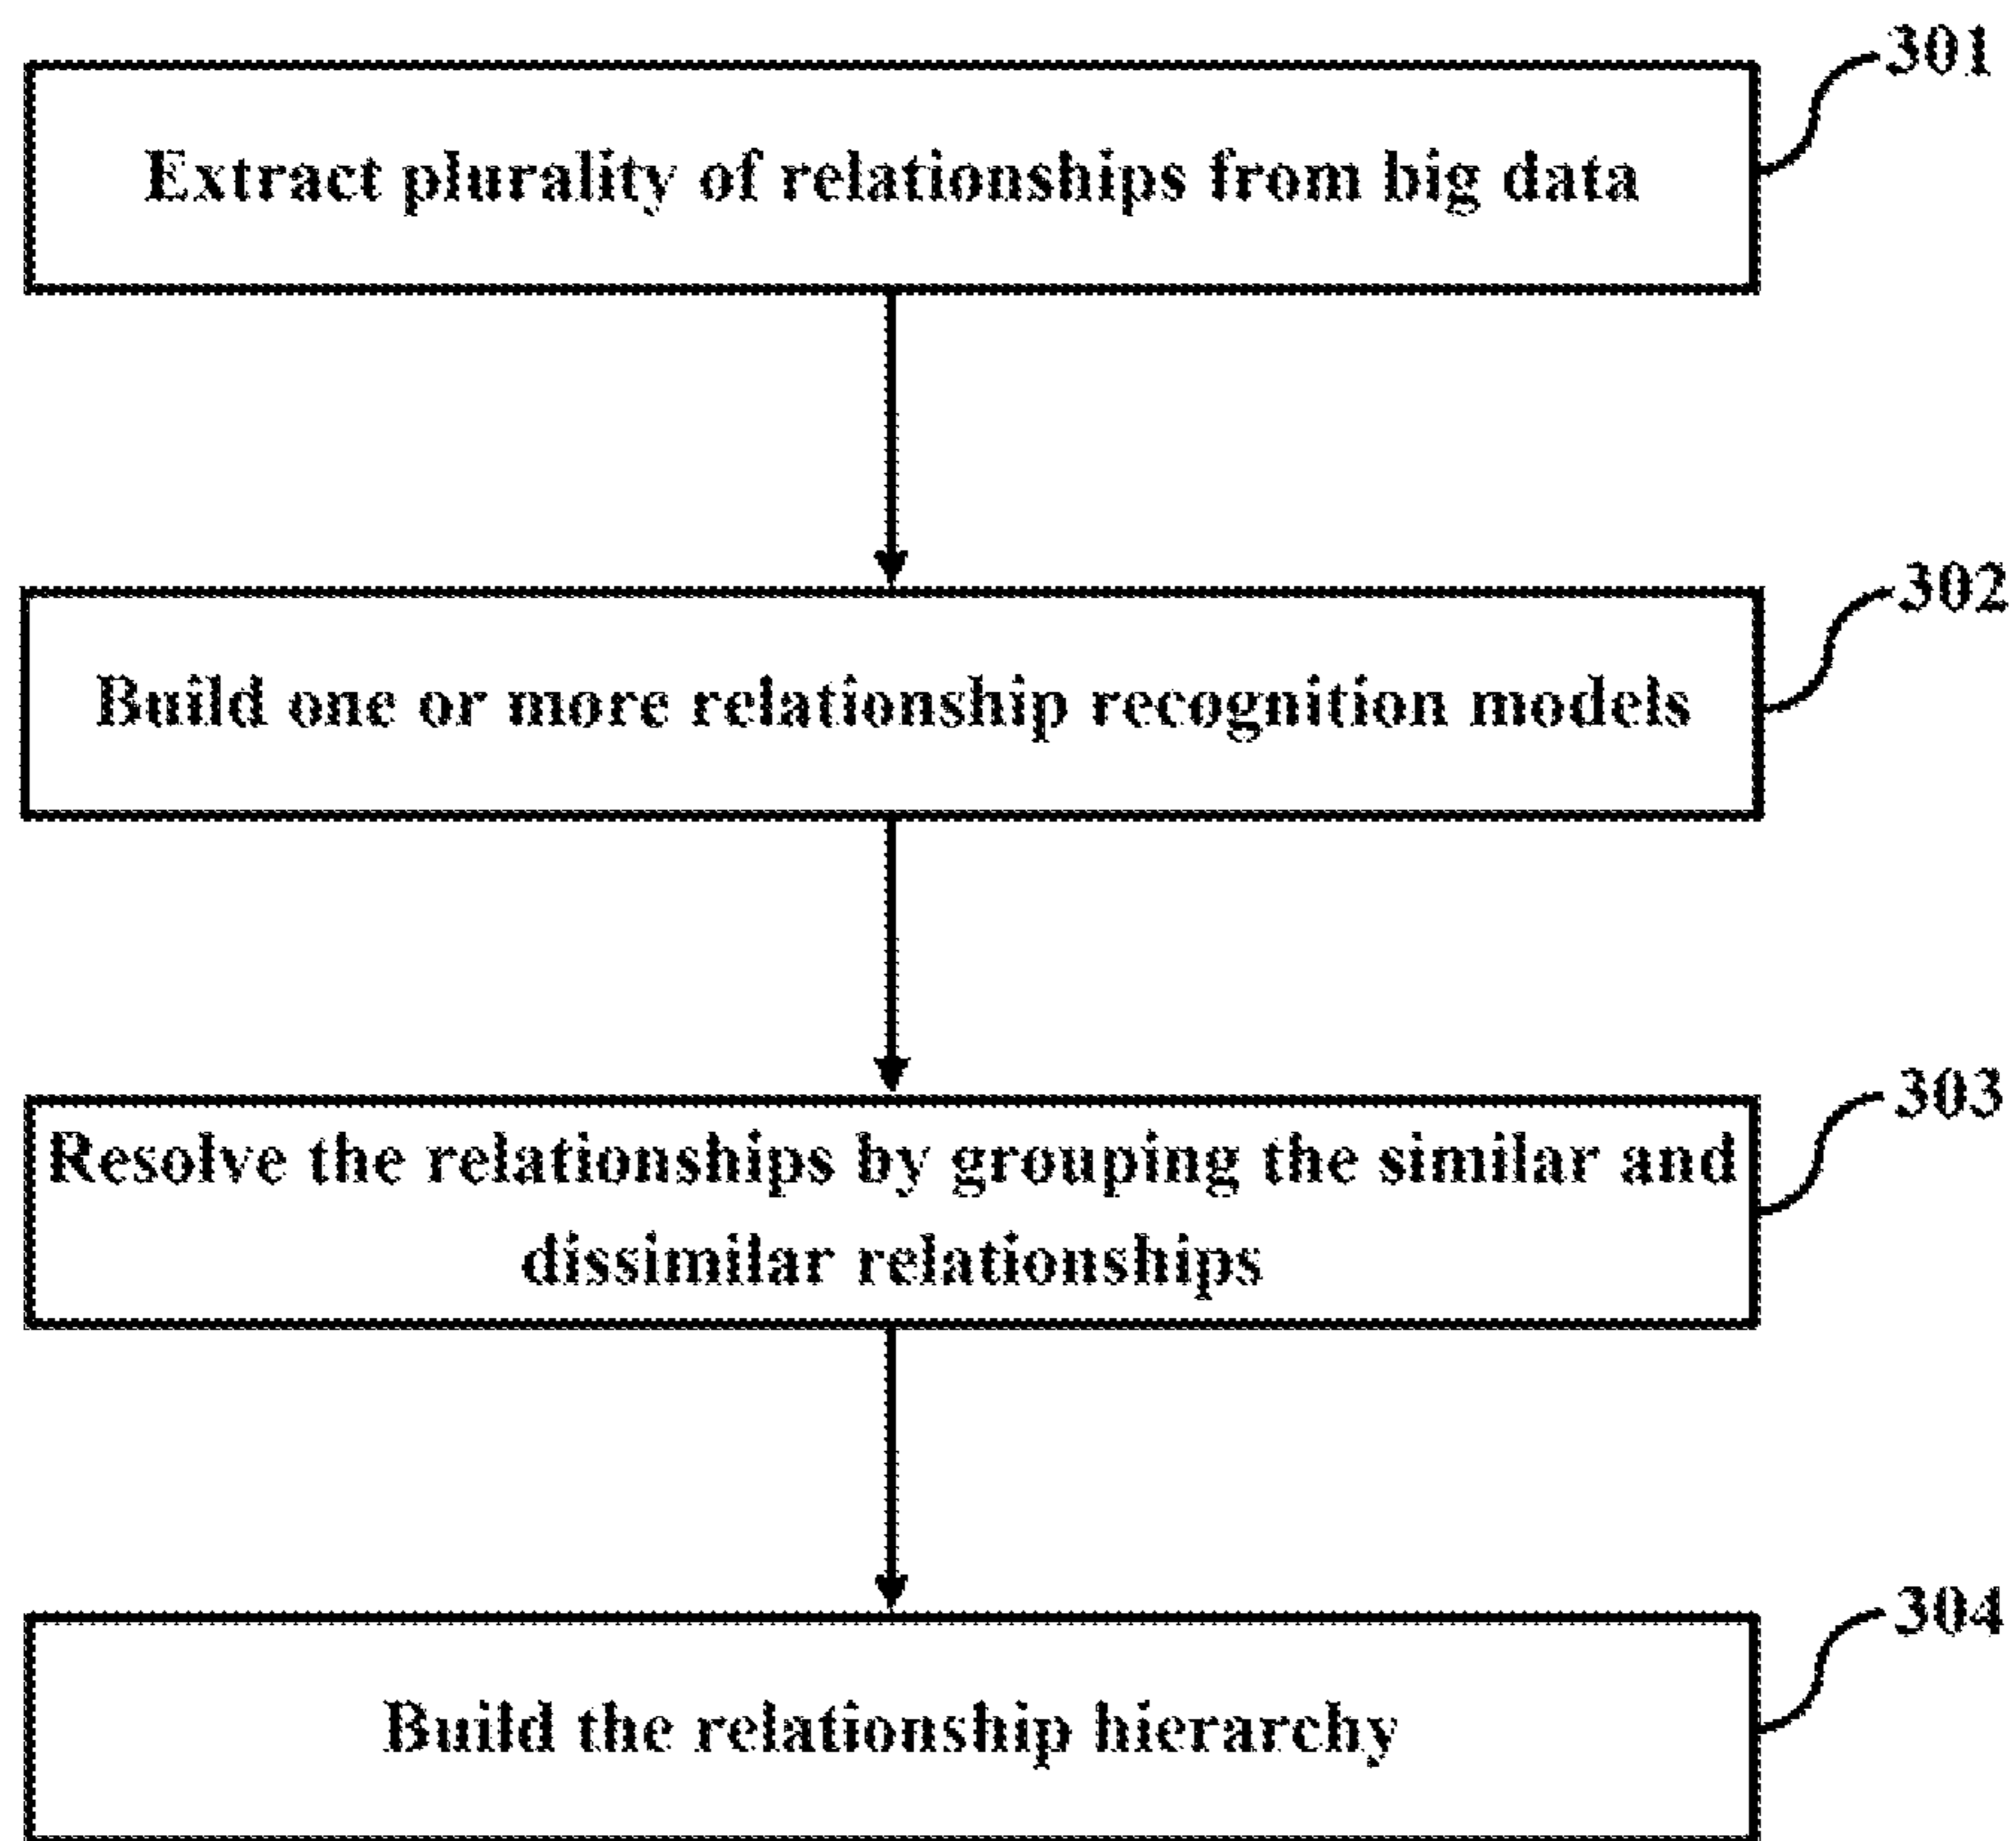 301
Extract plurality of relationships from big data
302
Build one or more relationship recognition models
303
Resolve the relationships by grouping the similar and
dissimilar relationships
304
Build the relationship hierarchy